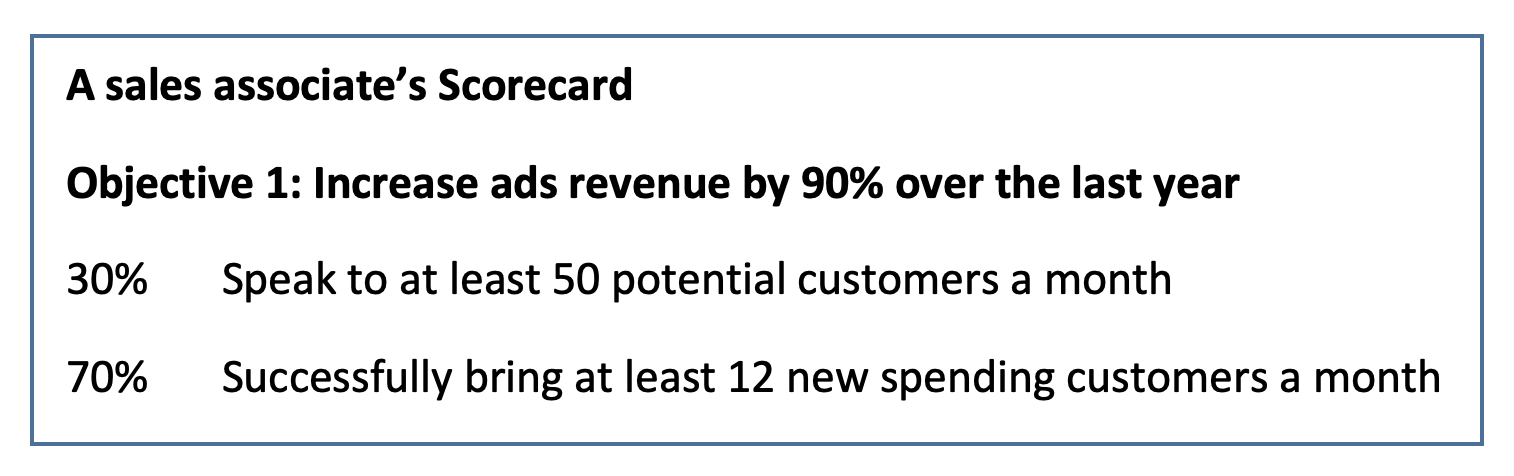 A sales associate’s Scorecard
Objective 1: Increase ads revenue by 90% over the last year
30% Speak to at least 50 potential customers a month
70% Successfully bring at least 12 new spending customers a month